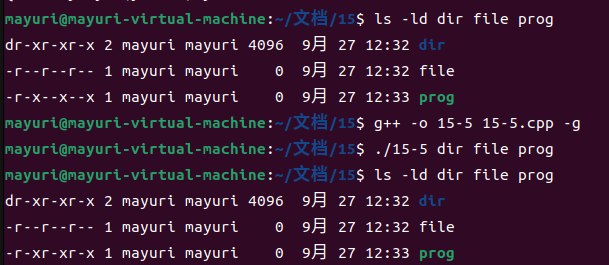 mayuri@mayuri-virtual-machine:~/文档/15$ ls -ld dir file prog
dr-xr-xr-x 2 mayuri mayuri 4096  9月 27 12:32 dir
-r--r--r-- 1 mayuri mayuri    0  9月 27 12:32 file
-r-x--x--x 1 mayuri mayuri    0  9月 27 12:33 prog
mayuri@mayuri-virtual-machine:~/文档/15$ g++ -o 15-5 15-5.cpp -g
mayuri@mayuri-virtual-machine:~/文档/15$ ./15-5 dir file prog
mayuri@mayuri-virtual-machine:~/文档/15$ ls -ld dir file prog
dr-xr-xr-x 2 mayuri mayuri 4096  9月 27 12:32 dir
-r--r--r-- 1 mayuri mayuri    0  9月 27 12:32 file
-r-xr-xr-x 1 mayuri mayuri    0  9月 27 12:33 prog